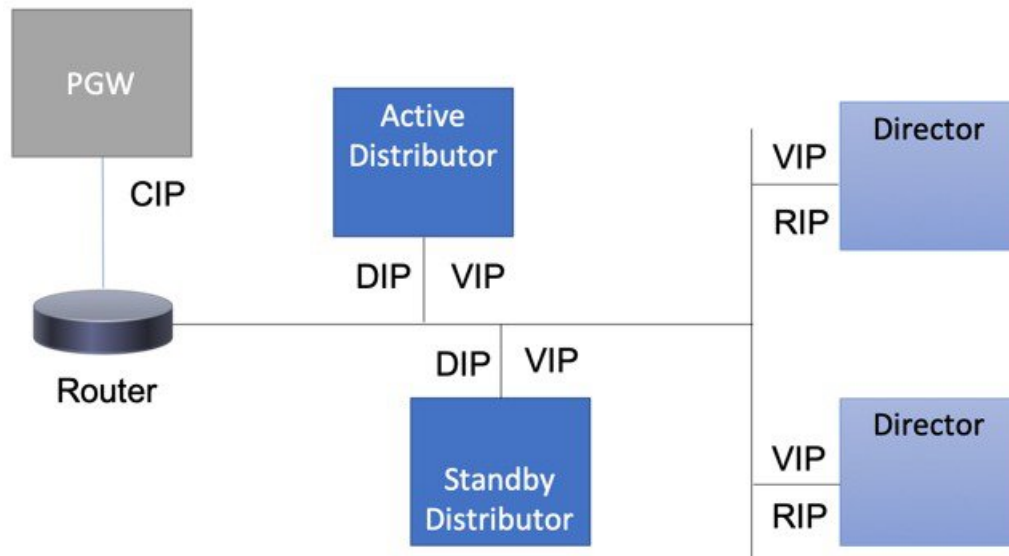 PGW
CIP
Router
Active
Distributor
DIP VIP
DIP VIP
Standby
Distributor
Director
VIP
RIP
Director
VIP
RIP